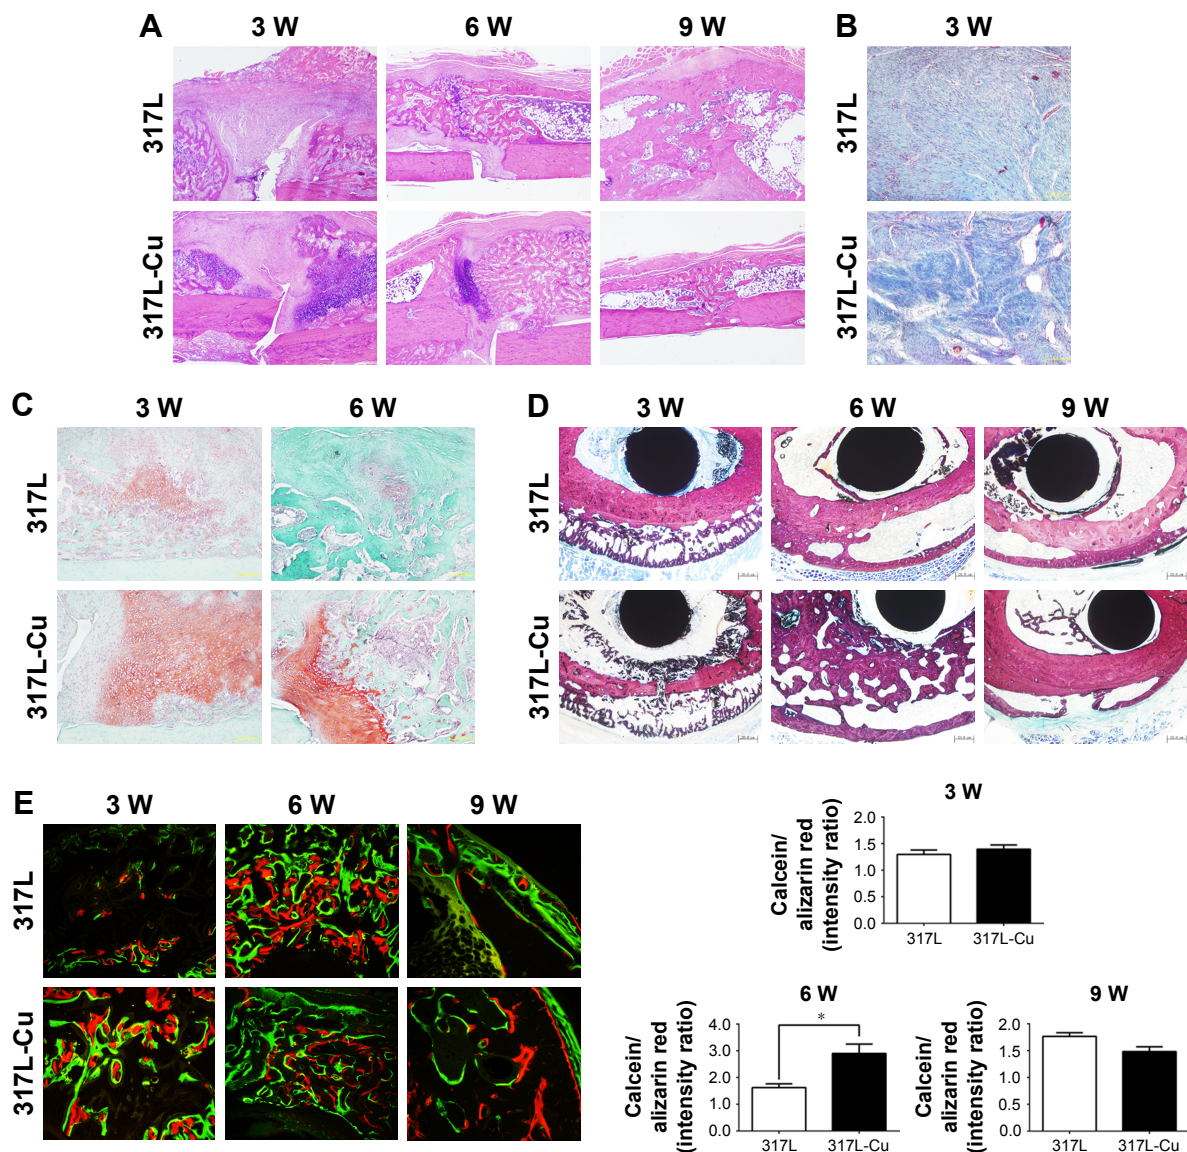 A
3 W
6 W
9 W
B
3 W
317L
317L-Cu
C
3 W
6 W
D
3 W
6 W
9 W
317L
317L-Cu
317L
317L-Cu
E
3 W
6 W
9 W
317L
317L-Cu
3 W
Calcein/
alizarin red
(intensity ratio)
2.0
1.5
1.0
0.5
0.0
317L
317L-Cu
6 W
*
Calcein/
alizarin red
(intensity ratio)
4.0
3.0
2.0
1.0
0.0
317L
317L-Cu
9 W
Calcein/
alizarin red
(intensity ratio)
2.0
1.5
1.0
0.5
0.0
317L
317L-Cu